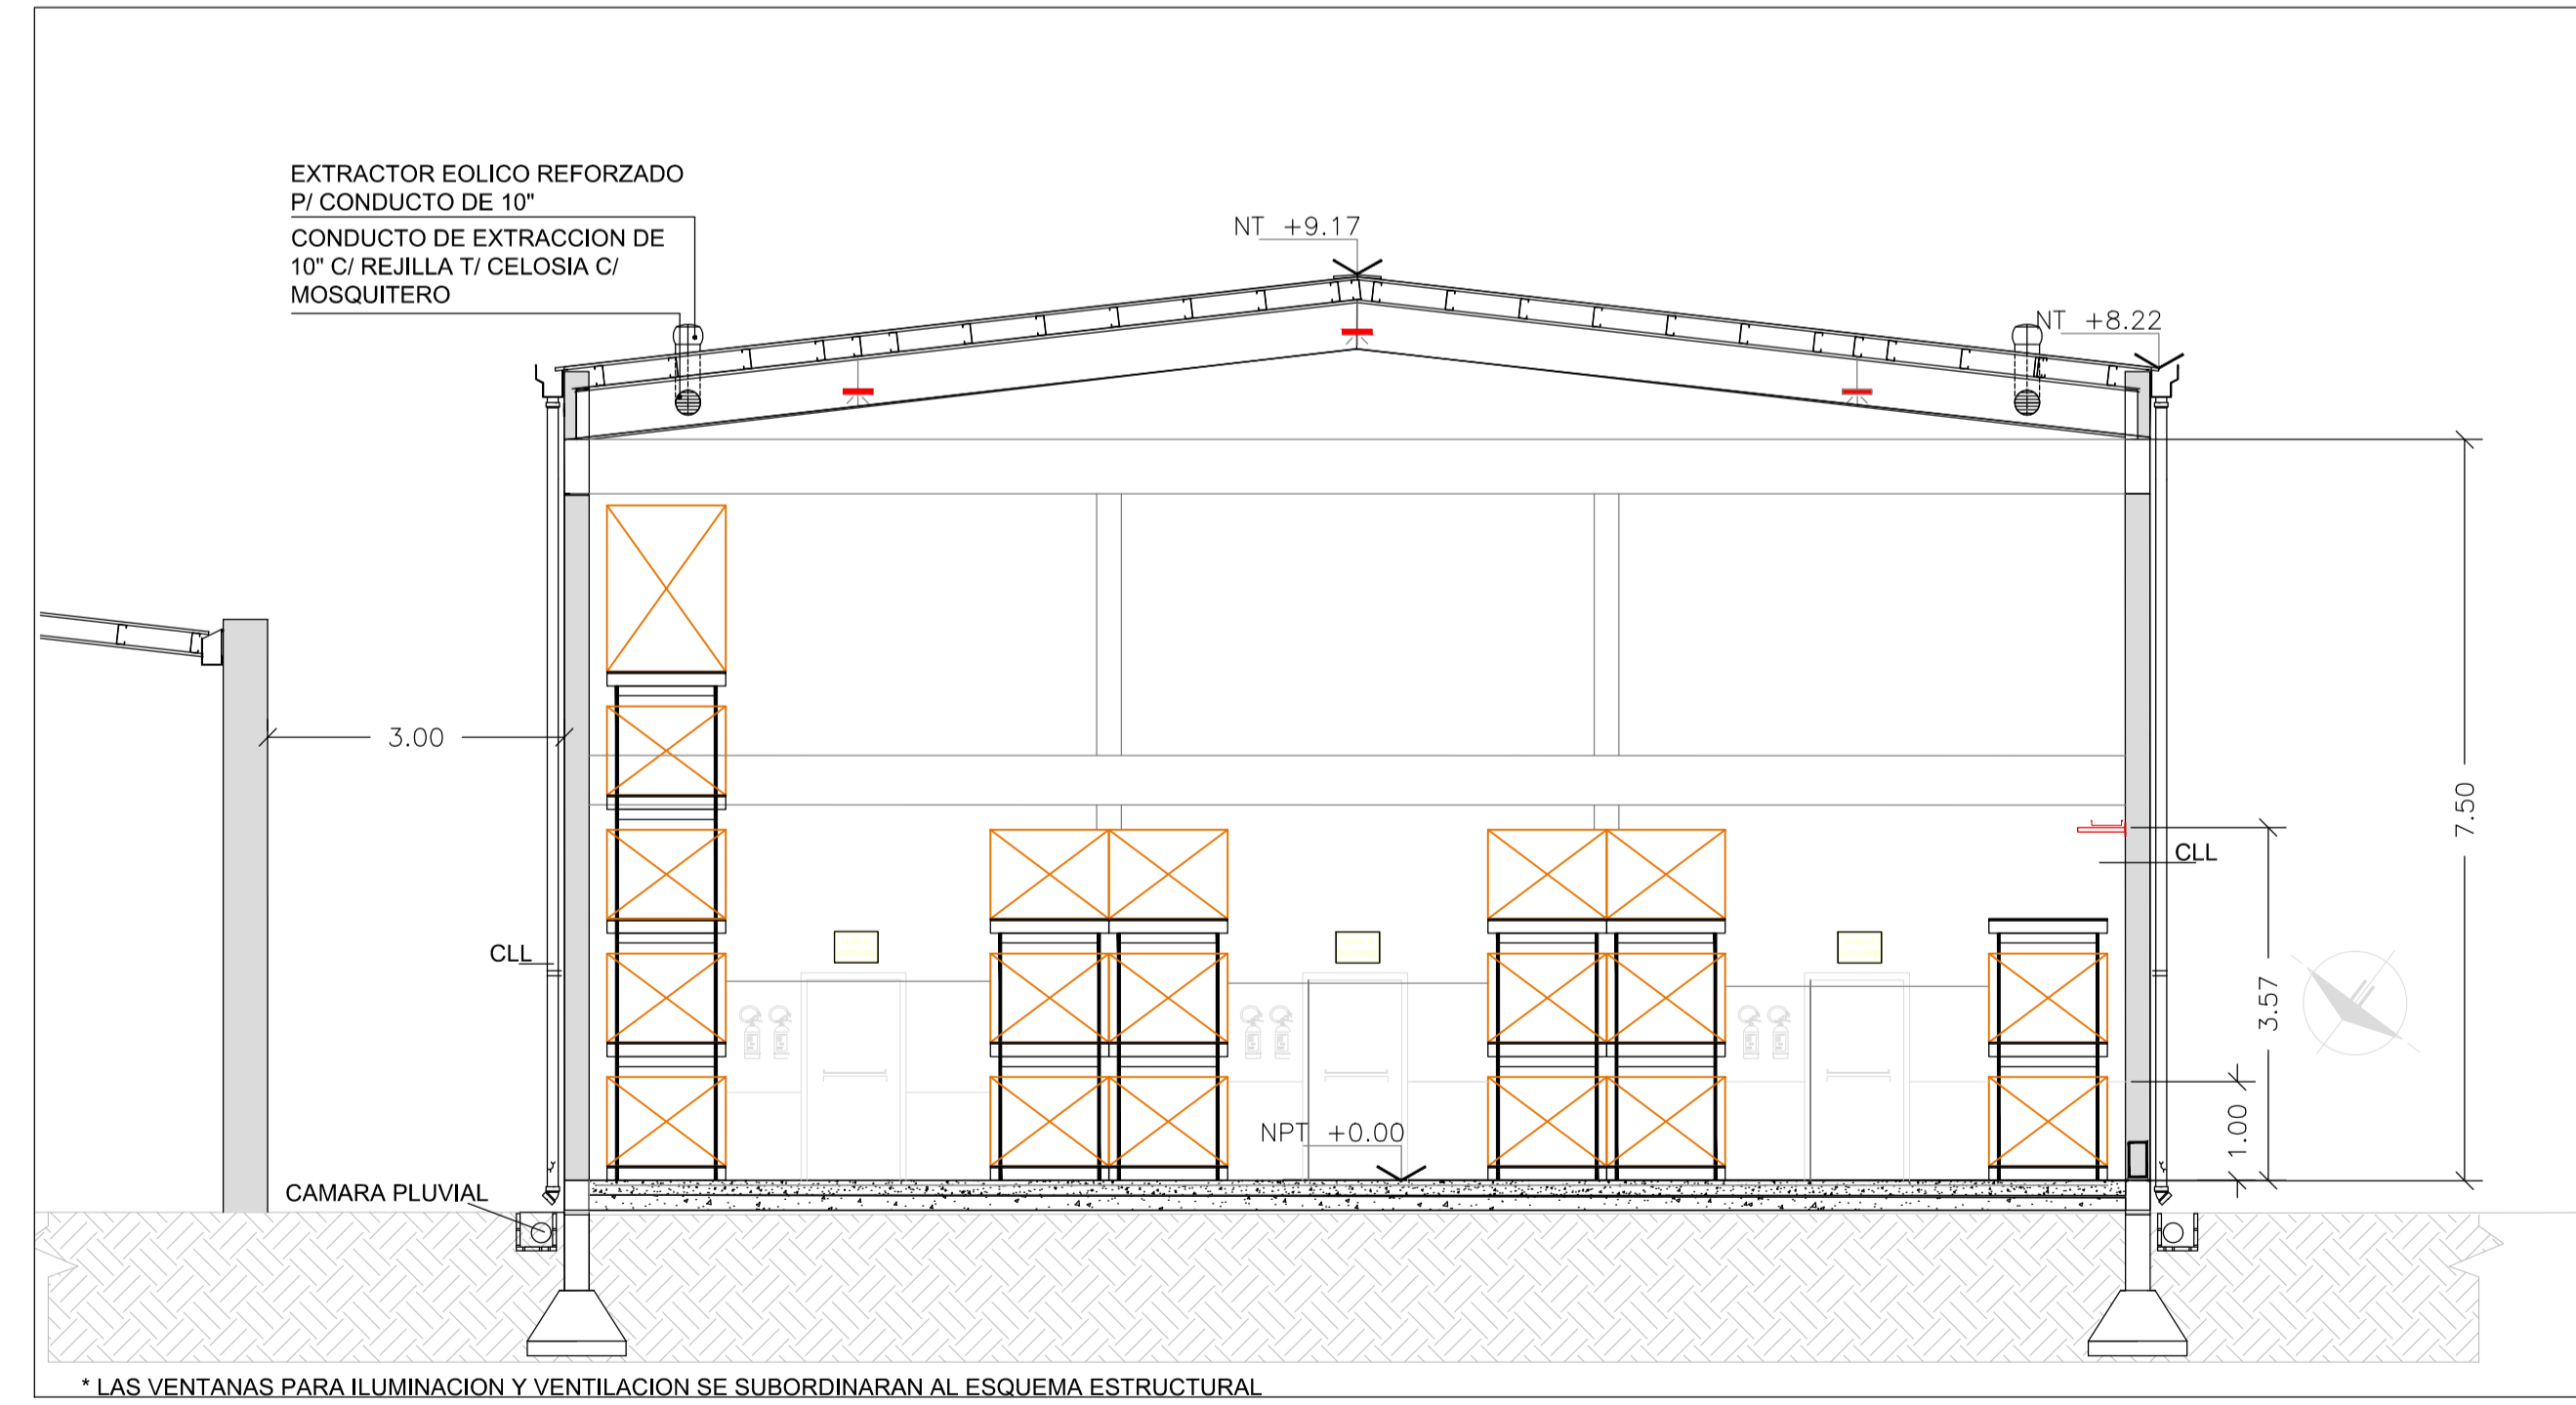 EXTRACTOR EOLICO REFORZADO
P/ CONDUCTO DE 10"
CONDUCTO DE EXTRACCION DE
10" C/ REJILLA T/ CELOSIA C/
MOSQUITERO
NT +9.17
NT +8.22
3.00
7.50
CLL
CLL
3.57
1.00
NPT +0.00
CAMARA PLUVIAL
* LAS VENTANAS PARA ILUMINACION Y VENTILACION SE SUBORDINARAN AL ESQUEMA ESTRUCTURAL